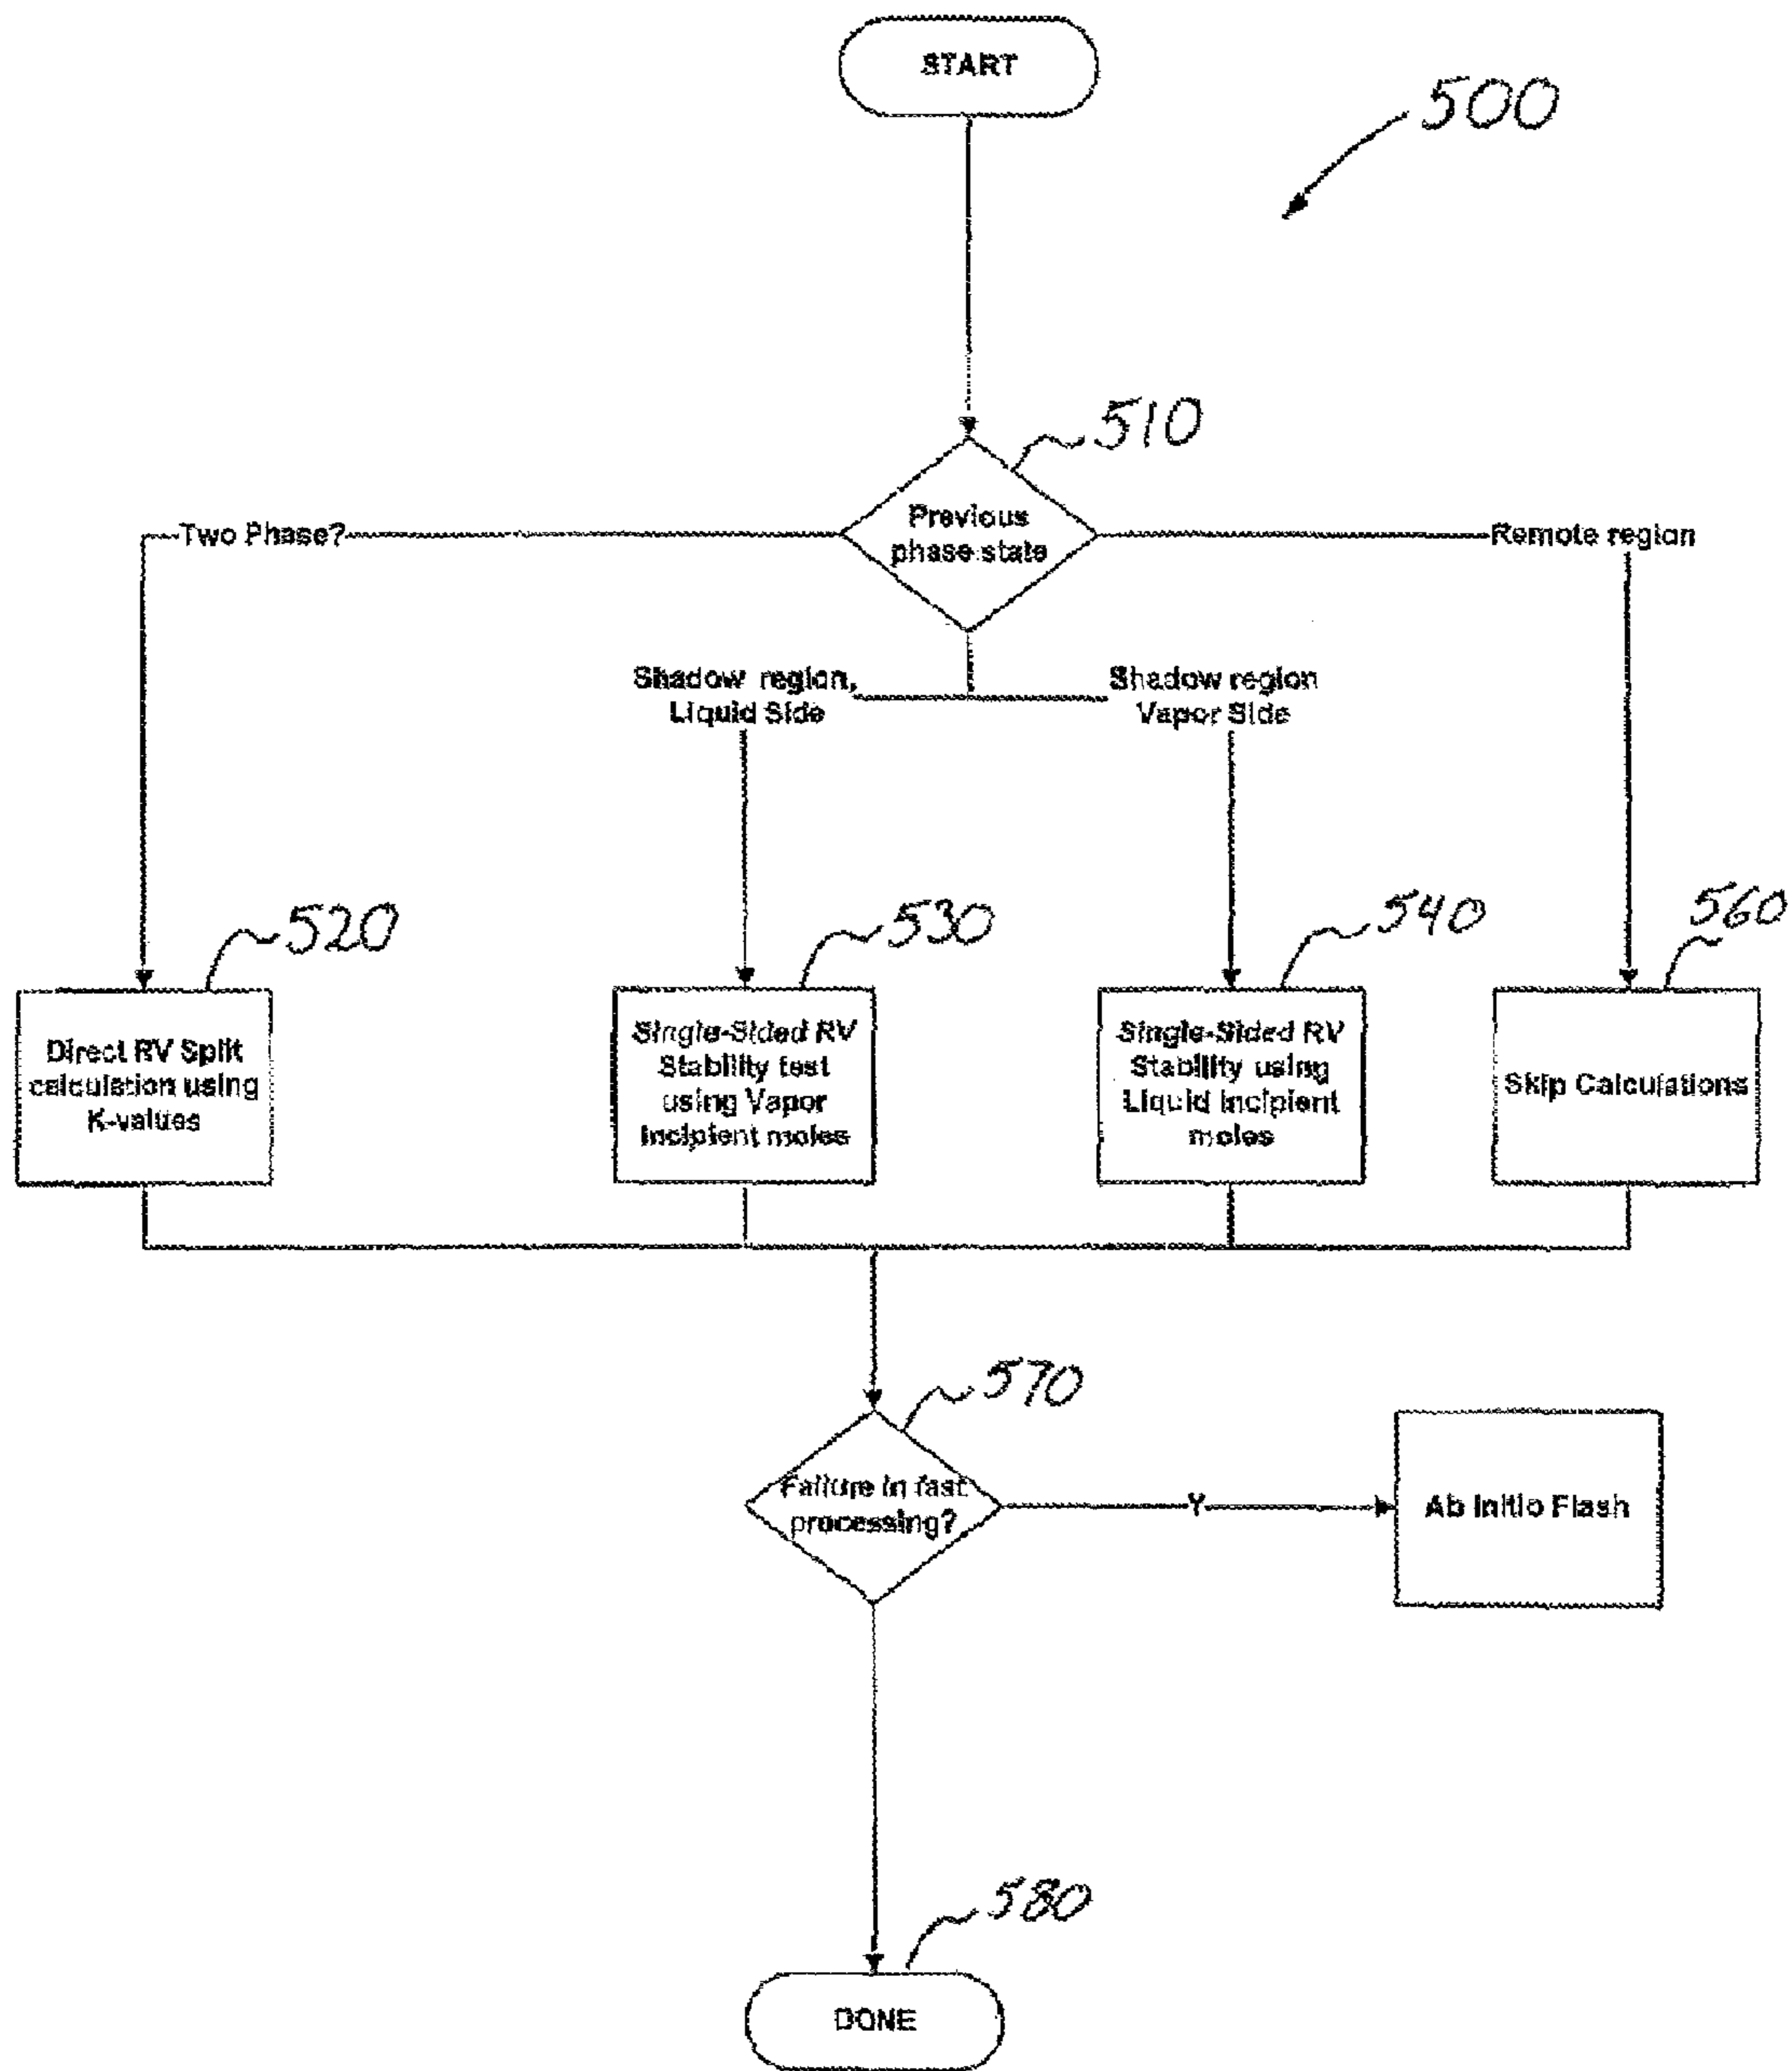 START
500
510
Previous
phase state
Two Phase?
Remote region
Shadow region,
Liquid Side
Shadow region
Vapor Side
520
530
540
560
Direct RV Split
calculation using
K-values
Single-Sided RV
Stability test
using Vapor
Incipient moles
Single-Sided RV
Stability using
Liquid Incipient
moles
Skip Calculations
570
Failure in fast
processing?
Y
Ab Initio Flash
580
DONE